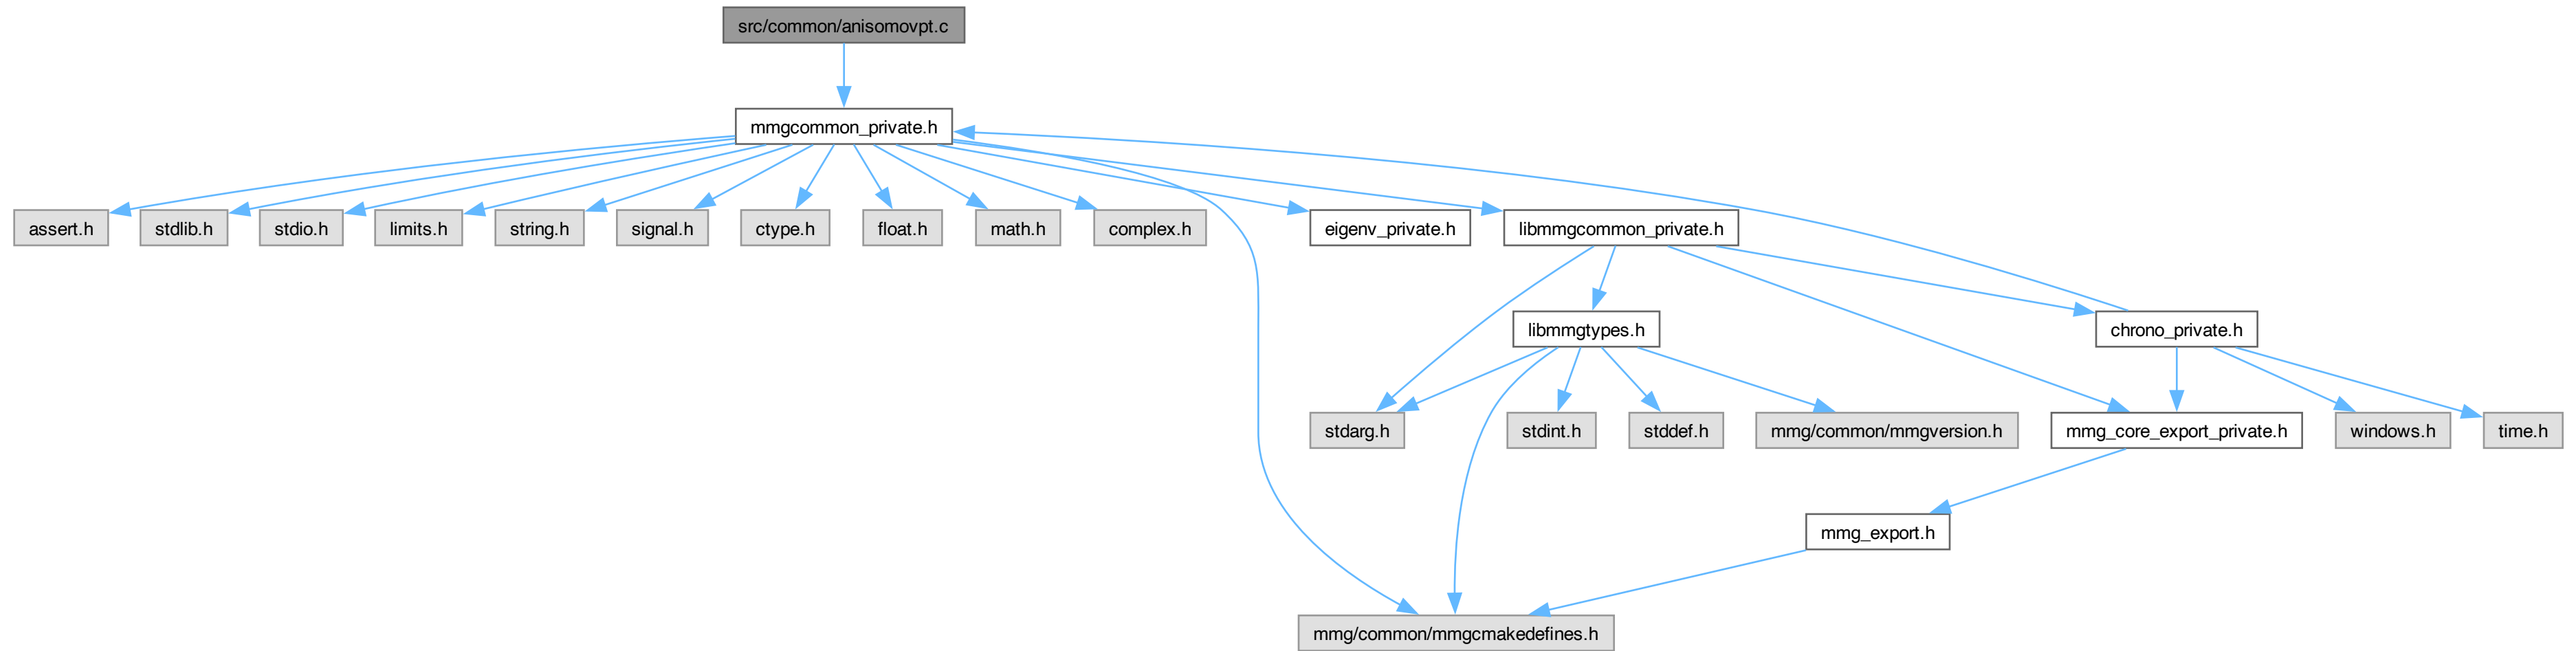 src/common/anisomovpt.c
mmgcommon_private.h
assert.h
stdlib.h
stdio.h
limits.h
string.h
signal.h
ctype.h
float.h
math.h
complex.h
eigenv_private.h
libmmgcommon_private.h
libmmgtypes.h
chrono_private.h
stdarg.h
stdint.h
stddef.h
mmg/common/mmgversion.h
mmg_core_export_private.h
windows.h
time.h
mmg_export.h
mmg/common/mmgcmakedefines.h